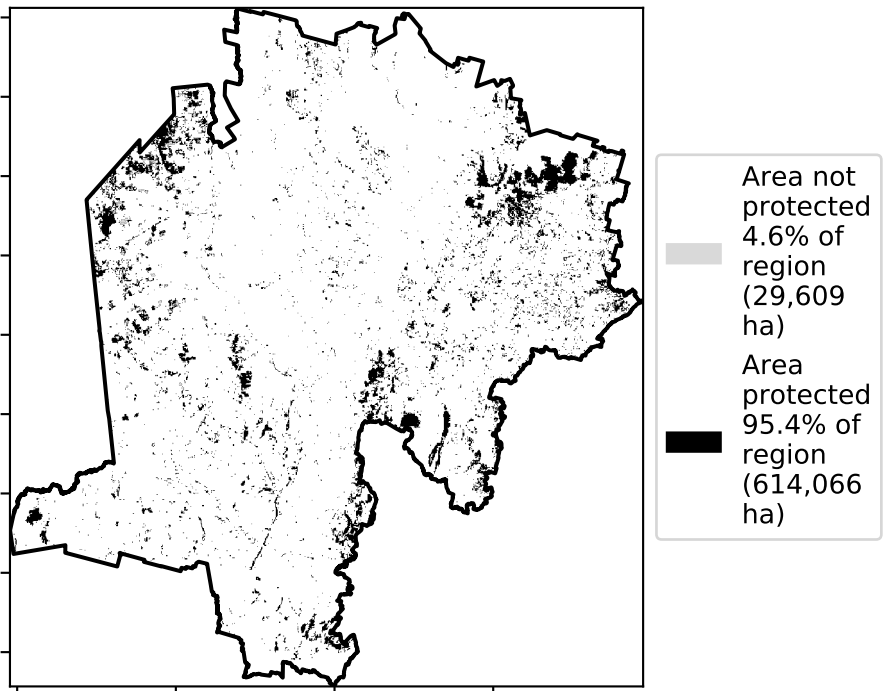 Area not
protected
4.6% of
region
(29,609
ha)
Area
protected
95.4% of
region
(614,066
ha)